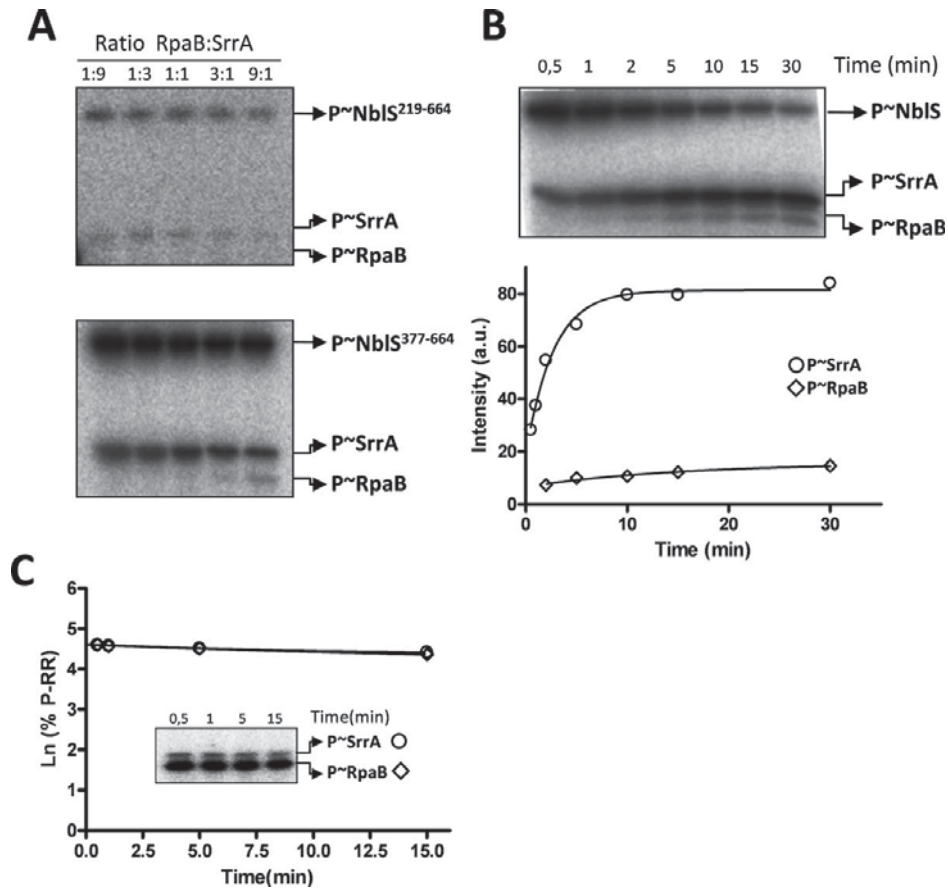 A
Ratio RpaB:SrrA
1:9 1:3 1:1 3:1 9:1
P~NblS219-664
P~SrrA
P~RpaB
P~NblS377-664
P~SrrA
P~RpaB
B
0,5 1 2 5 10 15 30 Time (min)
P~NblS
P~SrrA
P~RpaB
80
60
40
20
0
Intensity (a.u.)
P~SrrA
P~RpaB
0 10 20 30
Time (min)
C
6
5
4
3
2
1
0
Ln (% P-RR)
0,5 1 5 15 Time(min)
P~SrrA
P~RpaB
0.0 2.5 5.0 7.5 10.0 12.5 15.0
Time(min)